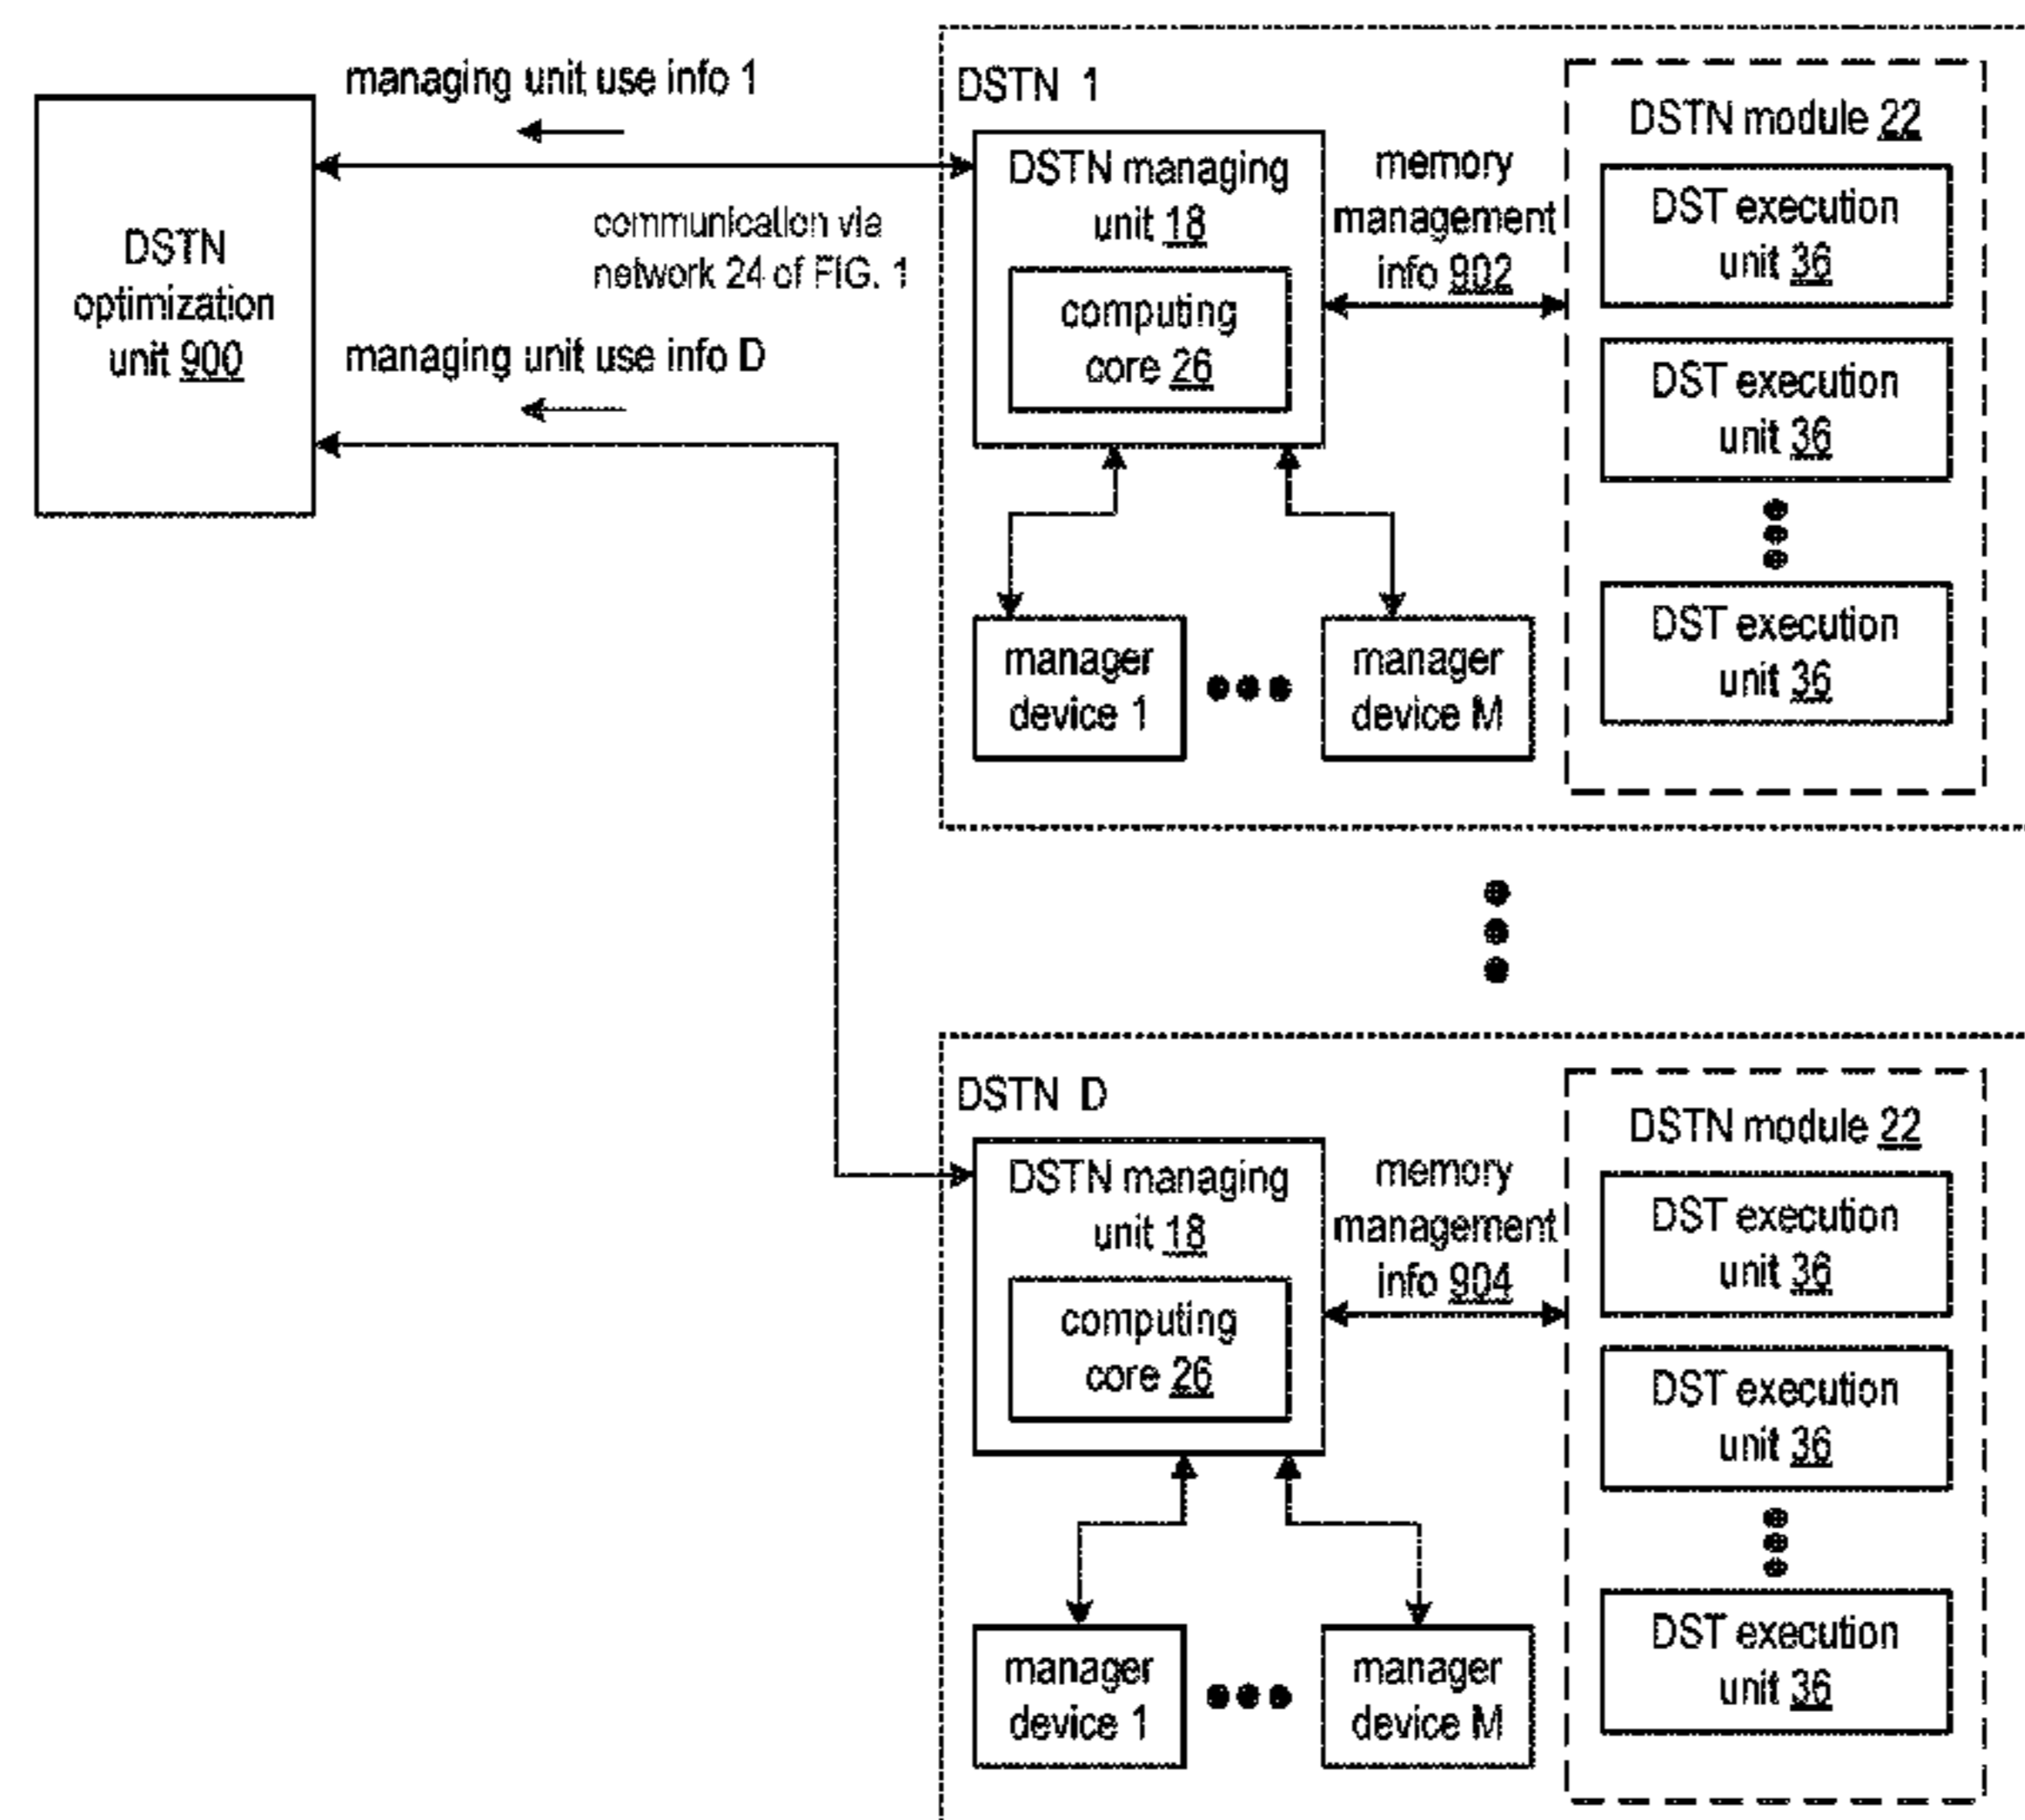 managing unit use info 1
DSTN
optimization
unit 900
communication via
network 24 of FIG. 1
managing unit use info D
DSTN 1
DSTN managing
unit 18
computing
core 26
memory
management
info 902
DSTN module 22
DST execution
unit 36
DST execution
unit 36
DST execution
unit 36
manager
device 1
manager
device M
DSTN D
DSTN managing
unit 18
computing
core 26
memory
management
info 904
DSTN module 22
DST execution
unit 36
DST execution
unit 36
DST execution
unit 36
manager
device 1
manager
device M